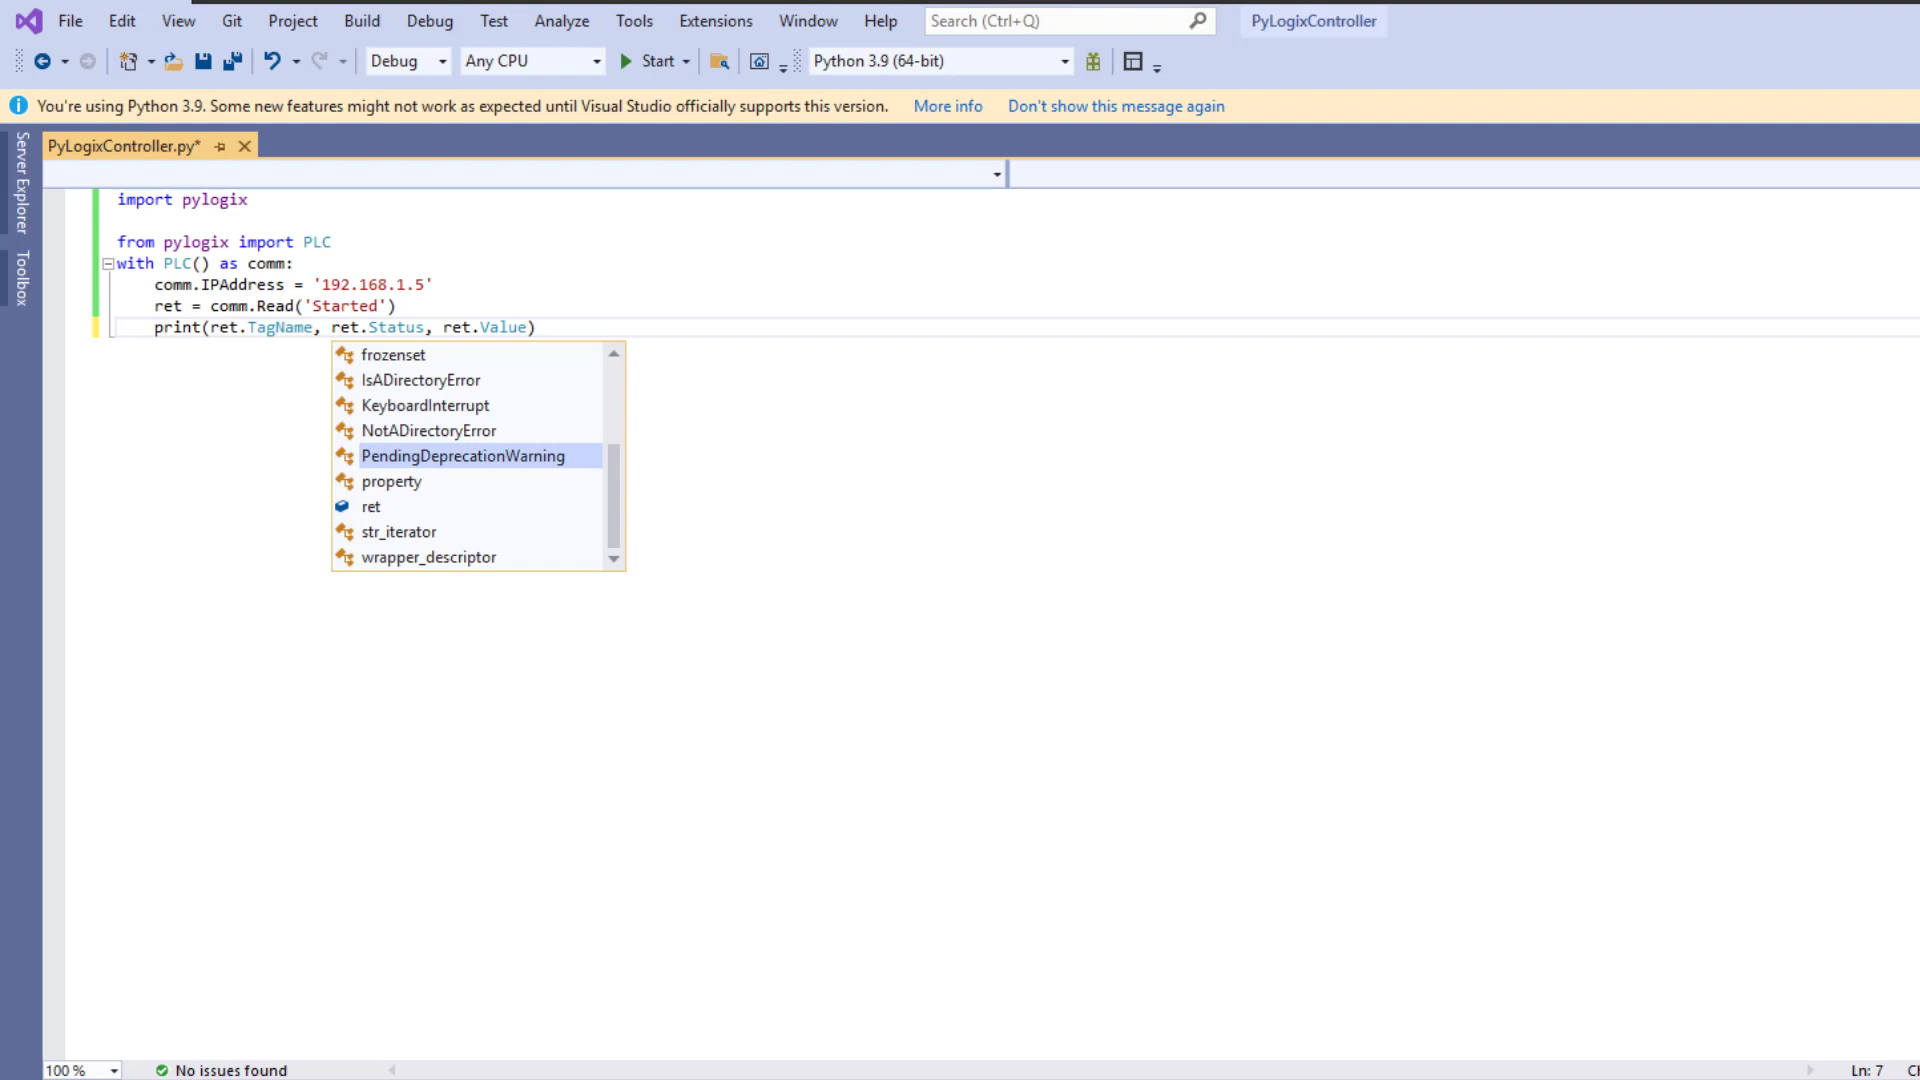 File Edit View Git Project Build Debug Test Analyze Tools Extensions Window Help Search (Ctrl+Q) PyLogixController
Debug Any CPU Start Python 3.9 (64-bit)
You're using Python 3.9. Some new features might not work as expected until Visual Studio officially supports this version. More info Don't show this message again
Server Explorer
Toolbox
PyLogixController.py*
import pylogix
from pylogix import PLC
with PLC() as comm:
comm.IPAddress = '192.168.1.5'
ret = comm.Read('Started')
print(ret.TagName, ret.Status, ret.Value)
frozenset
IsADirectoryError
KeyboardInterrupt
NotADirectoryError
PendingDeprecationWarning
property
ret
str_iterator
wrapper_descriptor
100 % No issues found Ln: 7